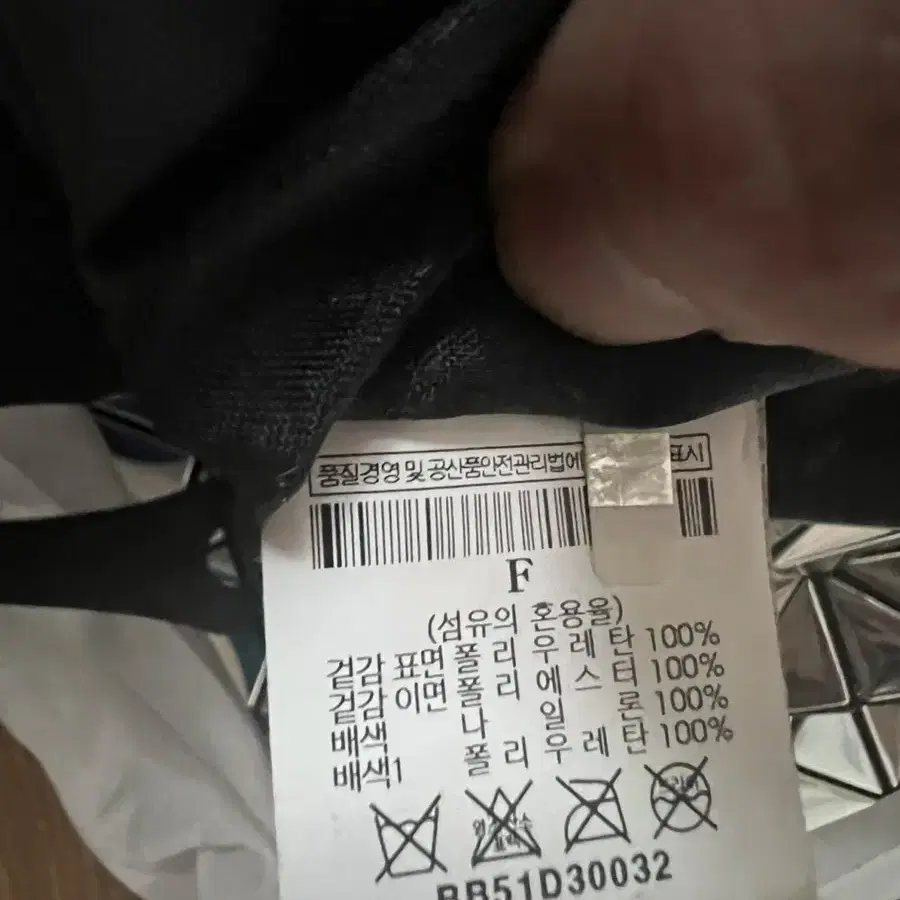 품질경영 및 공산품안전관리법에 표시
F
(섬유의 혼용율)
겉감 표면 폴 리 우 레 탄 100%
겉감 이면 폴 리 에 스 터 100%
배색 나 일 론 100%
배색1 폴 리 우 레 탄 100%
BB51D30032